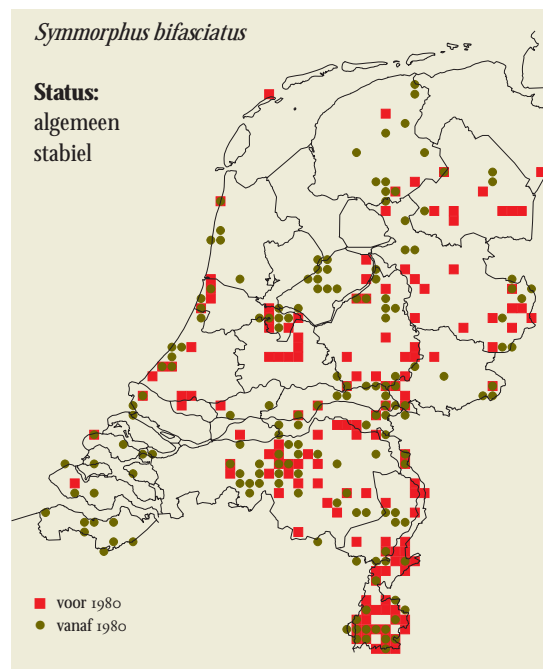 Symmorphus bifasciatus
Status:
algemeen
stabiel
voor 1980
vanaf 1980